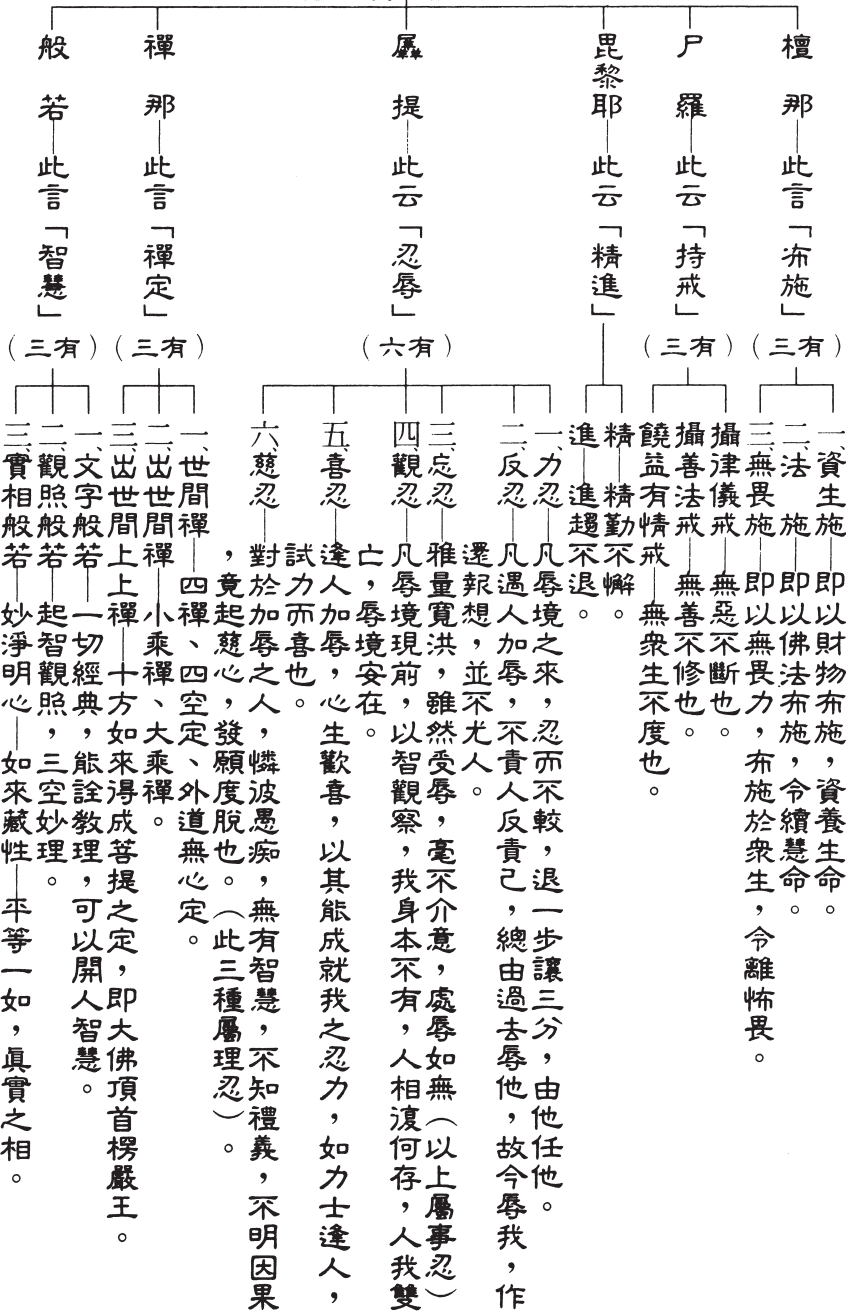 檀那—此言「布施」(三有)
一、資生施—即以財物布施,資養生命。
二、法 施—即以佛法布施,令續慧命。
三、無畏施—即以無畏力,布施於衆生,令離怖畏。
尸羅—此云「持戒」(三有)
攝律儀戒—無惡不斷也。
攝善法戒—無善不修也。
饒益有情戒—無衆生不度也。
毘黎耶—此云「精進」
精—精勤不懈。
進—進趨不退。
羼提—此云「忍辱」(六有)
一、力忍—凡辱境之來,忍而不較,退一步讓三分,由他任他。
二、反忍—凡遇人加辱,不責人反責己,總由過去辱他,故今辱我,作
還報想,並不尤人。
三、忘忍—雅量寬洪,雖然受辱,毫不介意,處辱如無(以上屬事忍)
四、觀忍—凡辱境現前,以智觀察,我身本不有,人相復何存,人我雙
亡,辱境安在。
五、喜忍—逢人加辱,心生歡喜,以其能成就我之忍力,如力士逢人,
試力而喜也。
六、慈忍—對於加辱之人,憐彼愚痴,無有智慧,不知禮義,不明因果
,竟起慈心,發願度脫也。(此三種屬理忍)。
禪那—此言「禪定」(三有)
一、世間禪—四禪、四空定、外道無心定。
二、出世間禪—小乘禪、大乘禪。
三、出世間上上禪—十方如來得成菩提之定,即大佛頂首楞嚴王。
般若—此言「智慧」(三有)
一、文字般若—一切經典,能詮教理,可以開人智慧。
二、觀照般若—起智觀照,三空妙理。
三、實相般若—妙淨明心—如來藏性—平等一如,眞實之相。